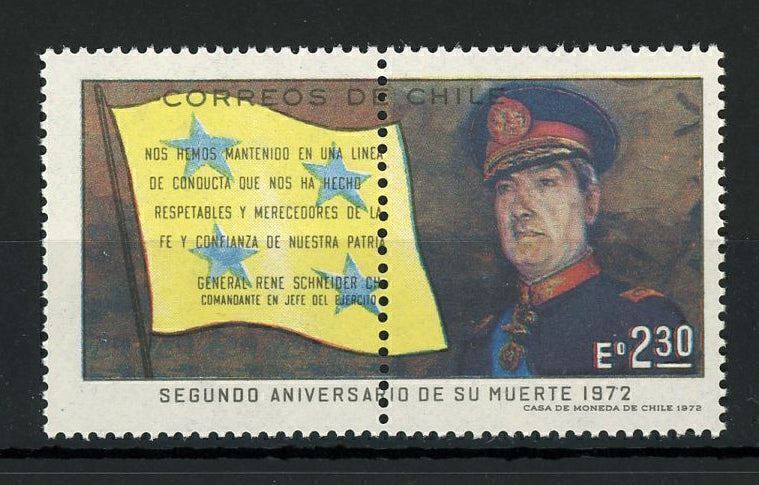 CORREOS DE CHILE
NOS HEMOS MANTENIDO EN UNA LINEA
DE CONDUCTA QUE NOS HA HECHO
RESPETABLES Y MERECEDORES DE LA
FE Y CONFIANZA DE NUESTRA PATRIA
GENERAL RENE SCHNEIDER CH
COMANDANTE EN JEFE DEL EJERCITO
Eº 230
SEGUNDO ANIVERSARIO DE SU MUERTE 1972
CASA DE MONEDA DE CHILE 1972